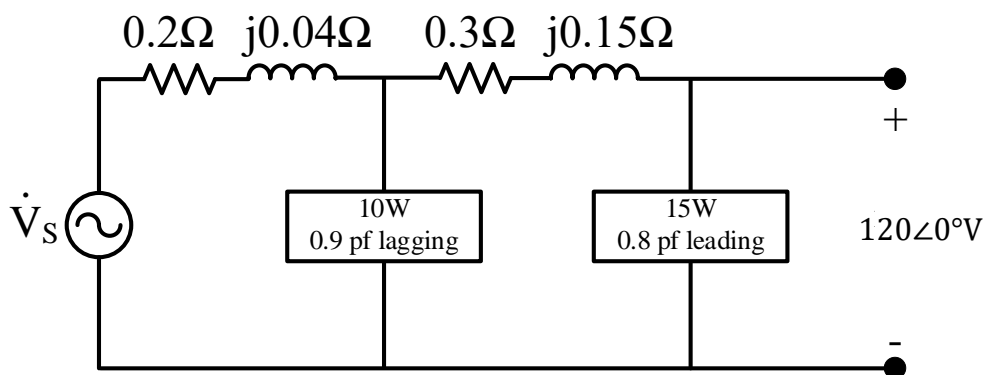 0.2Ω j0.04Ω 0.3Ω j0.15Ω
+
V̇S
10W
0.9 pf lagging
15W
0.8 pf leading
120∠0°V
-